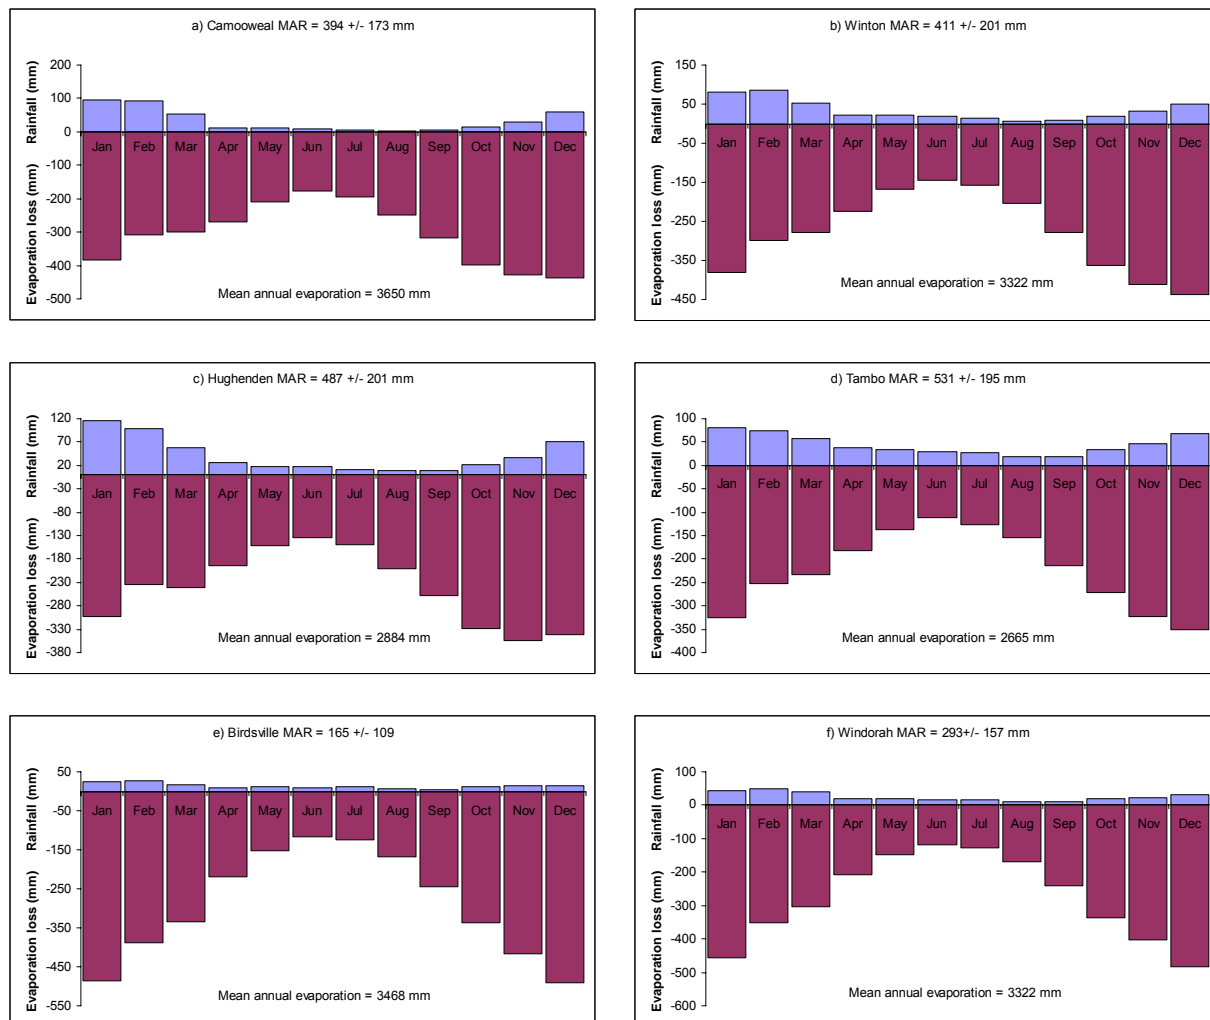 a) Camooweal MAR = 394 +/- 173 mm
Rainfall (mm)
Evaporation loss (mm)
200
100
0
-100
-200
-300
-400
-500
Jan Feb Mar Apr May Jun Jul Aug Sep Oct Nov Dec
Mean annual evaporation = 3650 mm
b) Winton MAR = 411 +/- 201 mm
Rainfall (mm)
Evaporation loss (mm)
150
50
-50
-150
-250
-350
-450
Jan Feb Mar Apr May Jun Jul Aug Sep Oct Nov Dec
Mean annual evaporation = 3322 mm
c) Hughenden MAR = 487 +/- 201 mm
Rainfall (mm)
Evaporation loss (mm)
120
70
20
-30
-80
-130
-180
-230
-280
-330
-380
Jan Feb Mar Apr May Jun Jul Aug Sep Oct Nov Dec
Mean annual evaporation = 2884 mm
d) Tambo MAR = 531 +/- 195 mm
Rainfall (mm)
Evaporation loss (mm)
100
50
0
-50
-100
-150
-200
-250
-300
-350
-400
Jan Feb Mar Apr May Jun Jul Aug Sep Oct Nov Dec
Mean annual evaporation = 2665 mm
e) Birdsville MAR = 165 +/- 109
Rainfall (mm)
Evaporation loss (mm)
50
-50
-150
-250
-350
-450
-550
Jan Feb Mar Apr May Jun Jul Aug Sep Oct Nov Dec
Mean annual evaporation = 3468 mm
f) Windorah MAR = 293+/- 157 mm
Rainfall (mm)
Evaporation loss (mm)
100
0
-100
-200
-300
-400
-500
-600
Jan Feb Mar Apr May Jun Jul Aug Sep Oct Nov Dec
Mean annual evaporation = 3322 mm